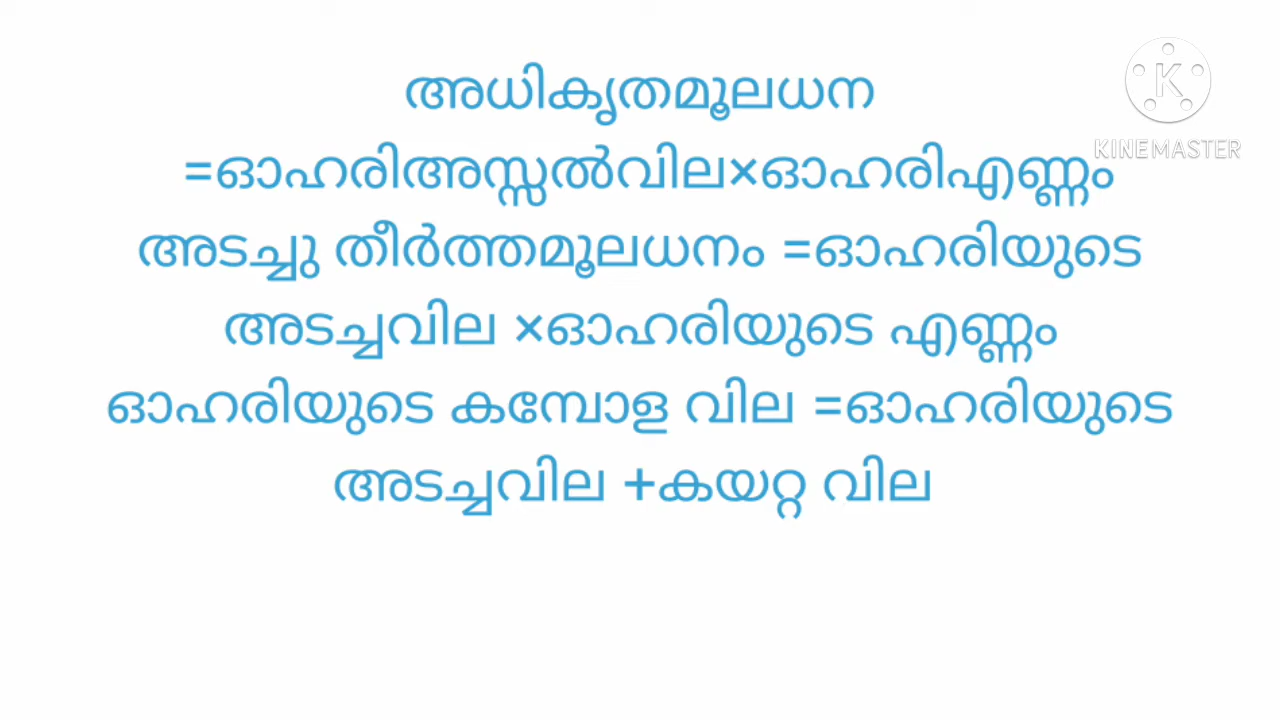 അധികൃതമൂലധന
=ഓഹരിഅസ്സൽവില×ഓഹരിഎണ്ണം
അടച്ചു തീർത്തമൂലധനം =ഓഹരിയുടെ
അടച്ചവില ×ഓഹരിയുടെ എണ്ണം
ഓഹരിയുടെ കമ്പോള വില =ഓഹരിയുടെ
അടച്ചവില +കയറ്റ വില
K
KINEMASTER